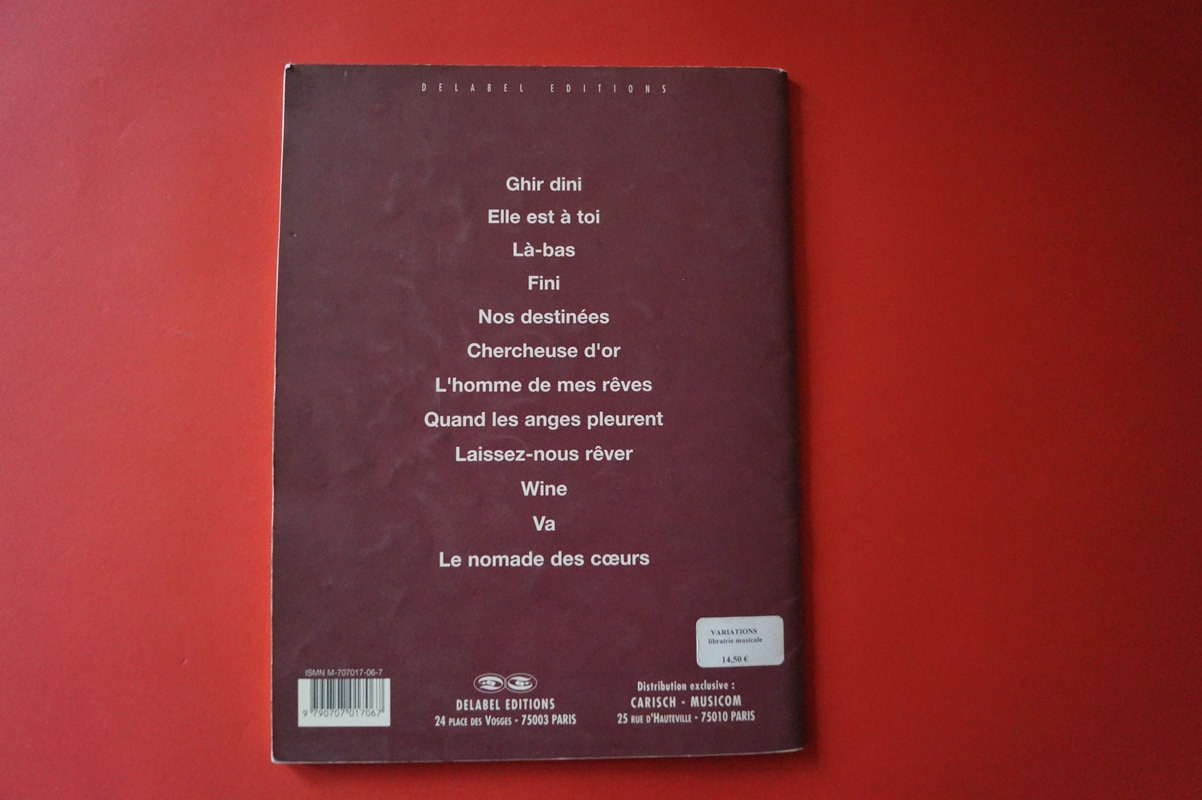 DELABEL EDITIONS
Ghir dini
Elle est à toi
Là-bas
Fini
Nos destinées
Chercheuse d'or
L'homme de mes rêves
Quand les anges pleurent
Laissez-nous rêver
Wine
Va
Le nomade des cœurs
VARIATIONS
librairie musicale
14,50 €
ISMN M-707017-06-7
9 790707 017067
DELABEL EDITIONS
24 PLACE DES VOSGES - 75003 PARIS
Distribution exclusive :
CARISCH - MUSICOM
25 RUE D'HAUTEVILLE - 75010 PARIS